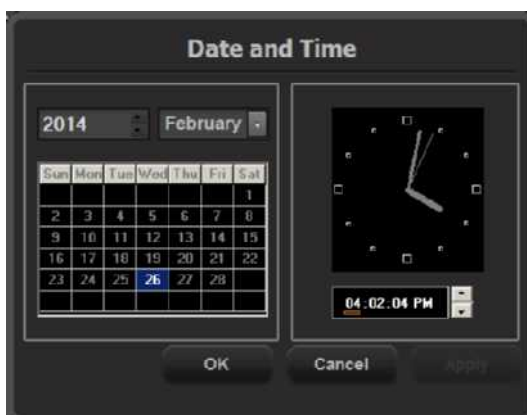 Date and Time
2014 February
Sun Mon Tue Wed Thu Fri Sat
1
2 3 4 5 6 7 8
9 10 11 12 13 14 15
16 17 18 19 20 21 22
23 24 25 26 27 28
04:02:04 PM
OK Cancel Apply